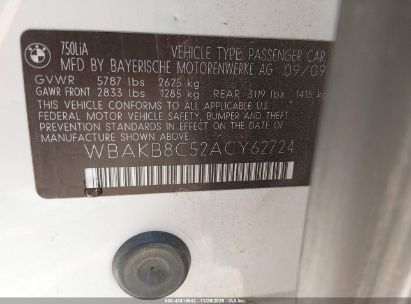 BMW
750LiA VEHICLE TYPE: PASSENGER CAR
MFD BY BAYERISCHE MOTORENWERKE AG 09/09
GVWR 5787 lbs 2625 kg
GAWR FRONT 2833 lbs 1285 kg REAR 3119 lbs 1415 kg
THIS VEHICLE CONFORMS TO ALL APPLICABLE U.S.
FEDERAL MOTOR VEHICLE SAFETY, BUMPER, AND THEFT
PREVENTION STANDARDS IN EFFECT ON THE DATE OF
MANUFACTURE SHOWN ABOVE.
WBAKB8C52ACY62724